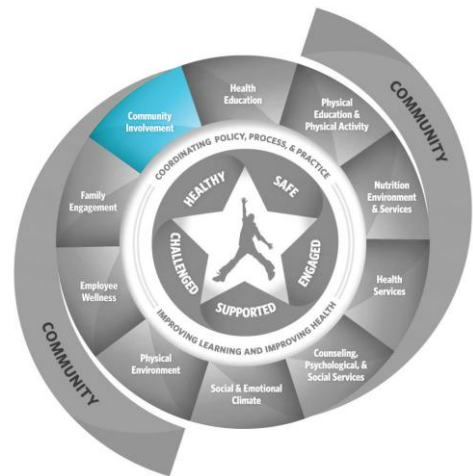 COMMUNITY
Health
Education
Physical
Education &
Physical Activity
Nutrition
Environment
& Services
Health
Services
Counseling,
Psychological, &
Social Services
Social & Emotional
Climate
Physical
Environment
Employee
Wellness
Family
Engagement
Community
Involvement
COORDINATING POLICY, PROCESS, & PRACTICE
IMPROVING LEARNING AND IMPROVING HEALTH
HEALTHY
SAFE
ENGAGED
SUPPORTED
CHALLENGED
COMMUNITY